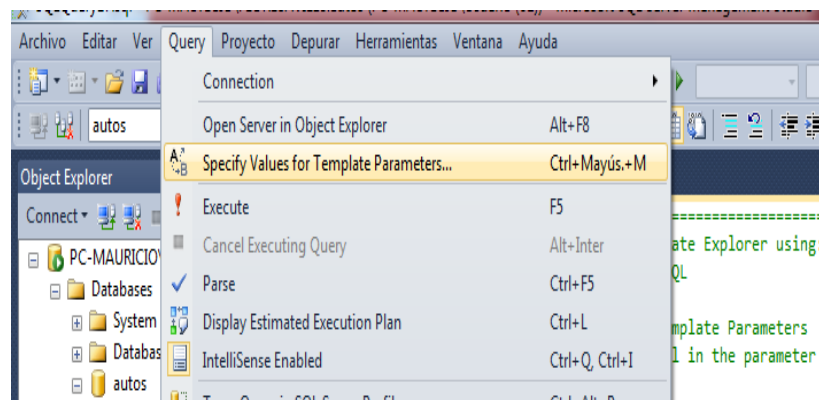 Archivo Editar Ver Query Proyecto Depurar Herramientas Ventana Ayuda
Connection
autos
Open Server in Object Explorer Alt+F8
Specify Values for Template Parameters... Ctrl+Mayús.+M
Object Explorer
Connect
Execute F5
Cancel Executing Query Alt+Inter
ate Explorer using
PC-MAURICIO
QL
Databases
Parse Ctrl+F5
System
Display Estimated Execution Plan Ctrl+L
mplate Parameters
Databas
IntelliSense Enabled Ctrl+Q, Ctrl+I
l in the parameter
autos